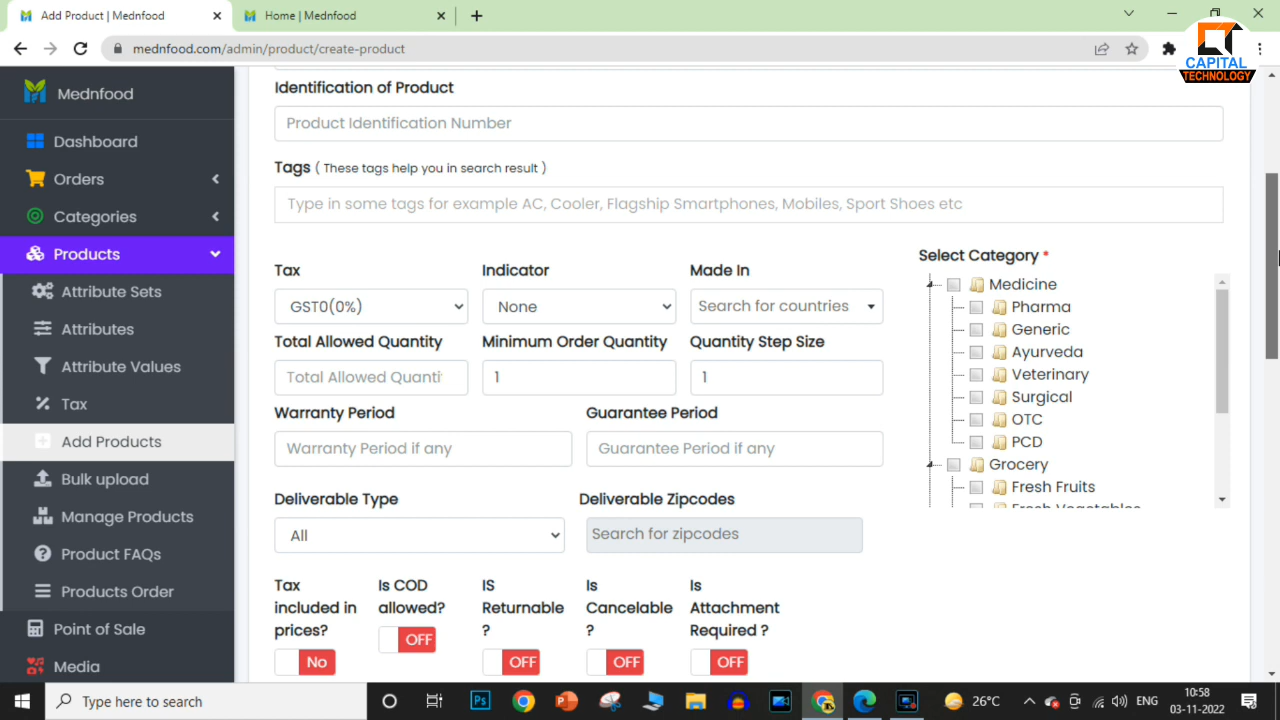 Add Product | Mednfood
Home | Mednfood
mednfood.com/admin/product/create-product
CAPITAL
TECHNOLOGY
Mednfood
Dashboard
Orders
Categories
Products
Attribute Sets
Attributes
Attribute Values
Tax
Add Products
Bulk upload
Manage Products
Product FAQs
Products Order
Point of Sale
Media
Identification of Product
Product Identification Number
Tags ( These tags help you in search result )
Type in some tags for example AC, Cooler, Flagship Smartphones, Mobiles, Sport Shoes etc
Tax
Indicator
Made In
GST0(0%)
None
Search for countries
Total Allowed Quantity
Minimum Order Quantity
Quantity Step Size
Total Allowed Quanti
1
1
Warranty Period
Guarantee Period
Warranty Period if any
Guarantee Period if any
Deliverable Type
Deliverable Zipcodes
All
Search for zipcodes
Tax
included in
prices?
No
Is COD
allowed?
OFF
IS
Returnable
?
OFF
Is
Cancelable
?
OFF
Is
Attachment
Required ?
OFF
Select Category *
Medicine
Pharma
Generic
Ayurveda
Veterinary
Surgical
OTC
PCD
Grocery
Fresh Fruits
Fresh Vegetables
Type here to search
Ps
26°C
ENG
10:58
03-11-2022